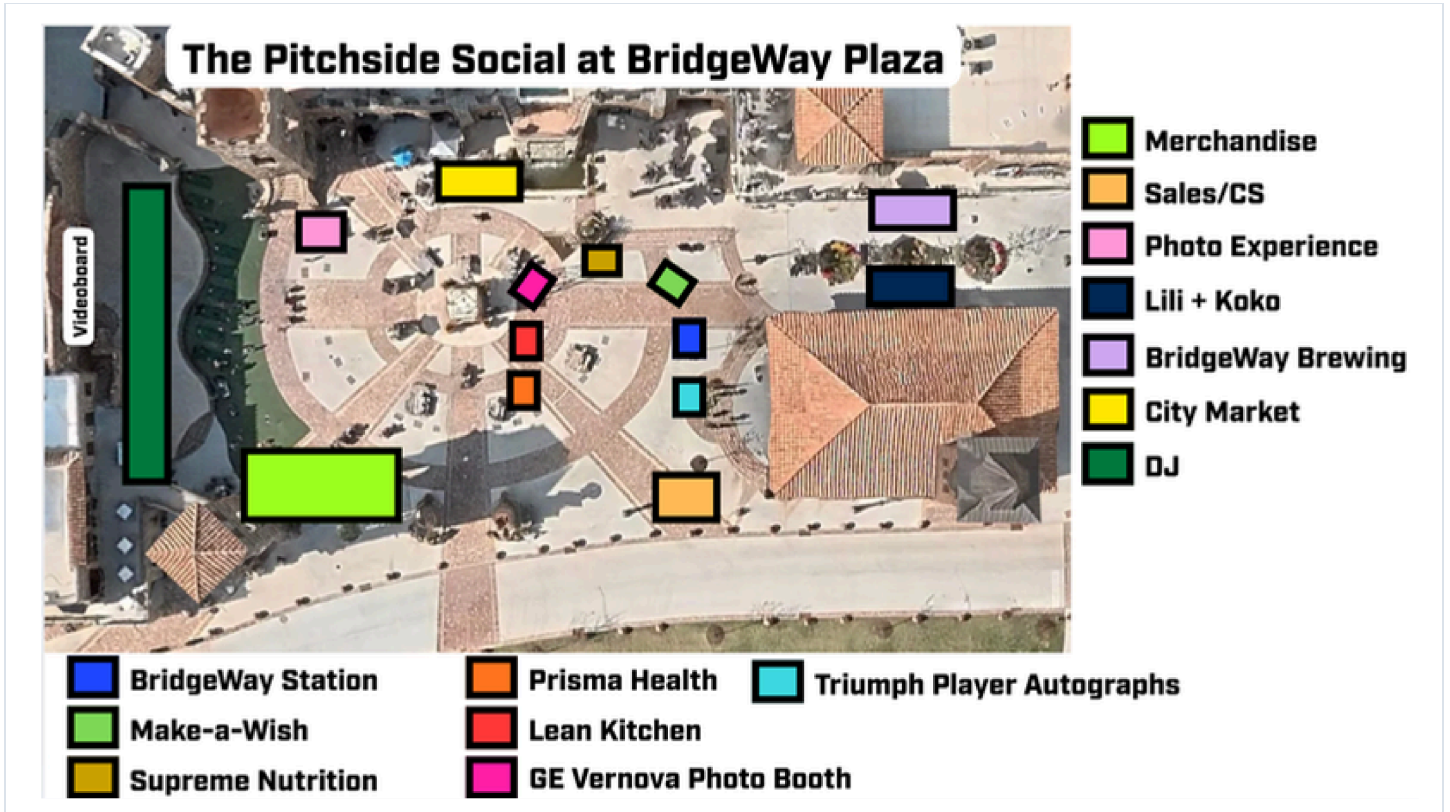 The Pitchside Social at BridgeWay Plaza
Videoboard
Merchandise
Sales/CS
Photo Experience
Lili + Koko
BridgeWay Brewing
City Market
DJ
BridgeWay Station
Make-a-Wish
Supreme Nutrition
Prisma Health
Lean Kitchen
GE Vernova Photo Booth
Triumph Player Autographs